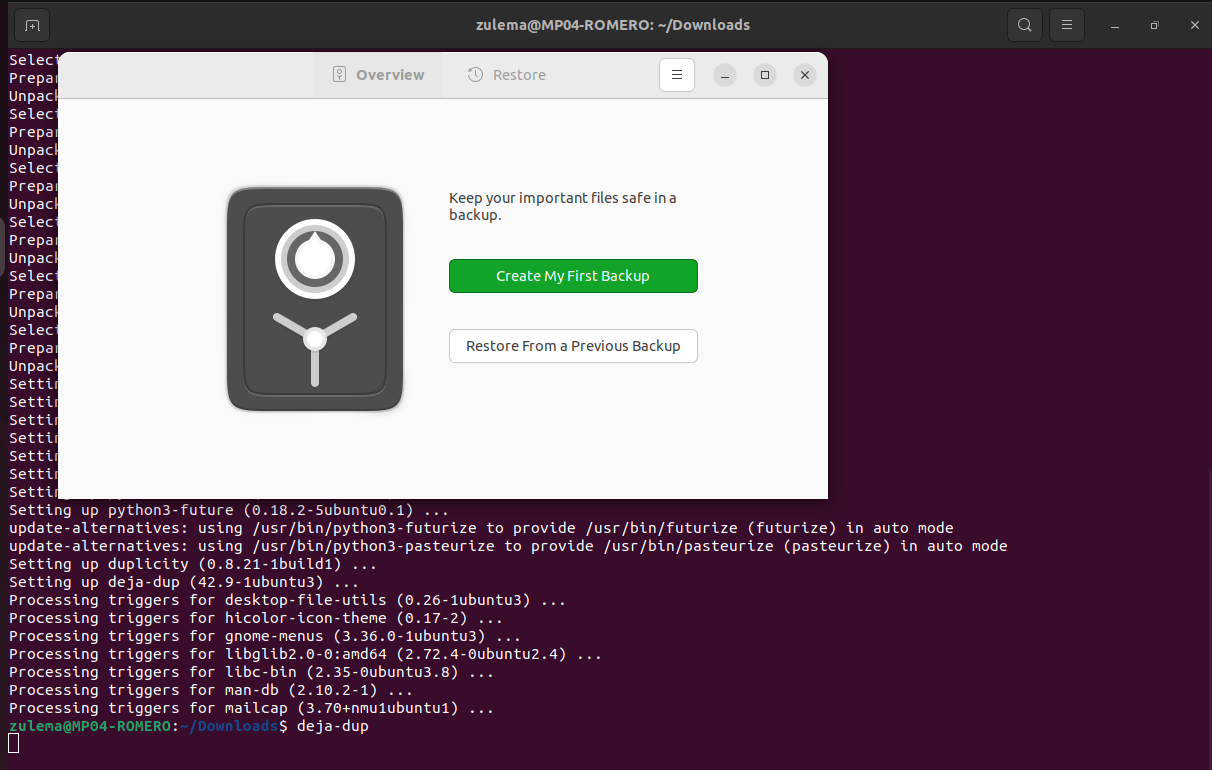 zulema@MP04-ROMERO: ~/Downloads
Overview
Restore
Keep your important files safe in a
backup.
Create My First Backup
Restore From a Previous Backup
Select
Prepar
Unpack
Select
Prepar
Unpack
Select
Prepar
Unpack
Select
Prepar
Unpack
Select
Prepar
Unpack
Select
Prepar
Unpack
Settin
Settin
Settin
Settin
Settin
Settin
Settin
Setting up python3-future (0.18.2-5ubuntu0.1) ...
update-alternatives: using /usr/bin/python3-futurize to provide /usr/bin/futurize (futurize) in auto mode
update-alternatives: using /usr/bin/python3-pasteurize to provide /usr/bin/pasteurize (pasteurize) in auto mode
Setting up duplicity (0.8.21-1build1) ...
Setting up deja-dup (42.9-1ubuntu3) ...
Processing triggers for desktop-file-utils (0.26-1ubuntu3) ...
Processing triggers for hicolor-icon-theme (0.17-2) ...
Processing triggers for gnome-menus (3.36.0-1ubuntu3) ...
Processing triggers for libglib2.0-0:amd64 (2.72.4-0ubuntu2.4) ...
Processing triggers for libc-bin (2.35-0ubuntu3.8) ...
Processing triggers for man-db (2.10.2-1) ...
Processing triggers for mailcap (3.70+nmu1ubuntu1) ...
zulema@MP04-ROMERO:~/Downloads$ deja-dup